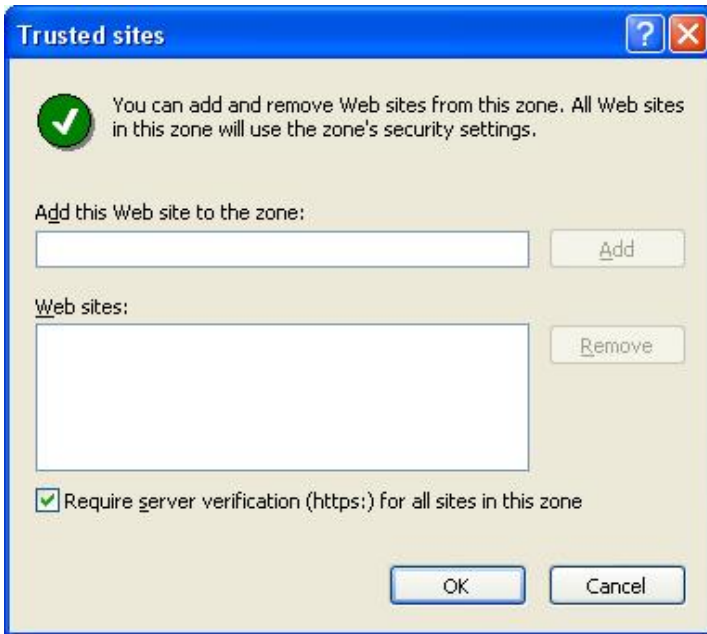 Trusted sites
You can add and remove Web sites from this zone. All Web sites
in this zone will use the zone's security settings.
Add this Web site to the zone:
Add
Web sites:
Remove
Require server verification (https:) for all sites in this zone
OK
Cancel